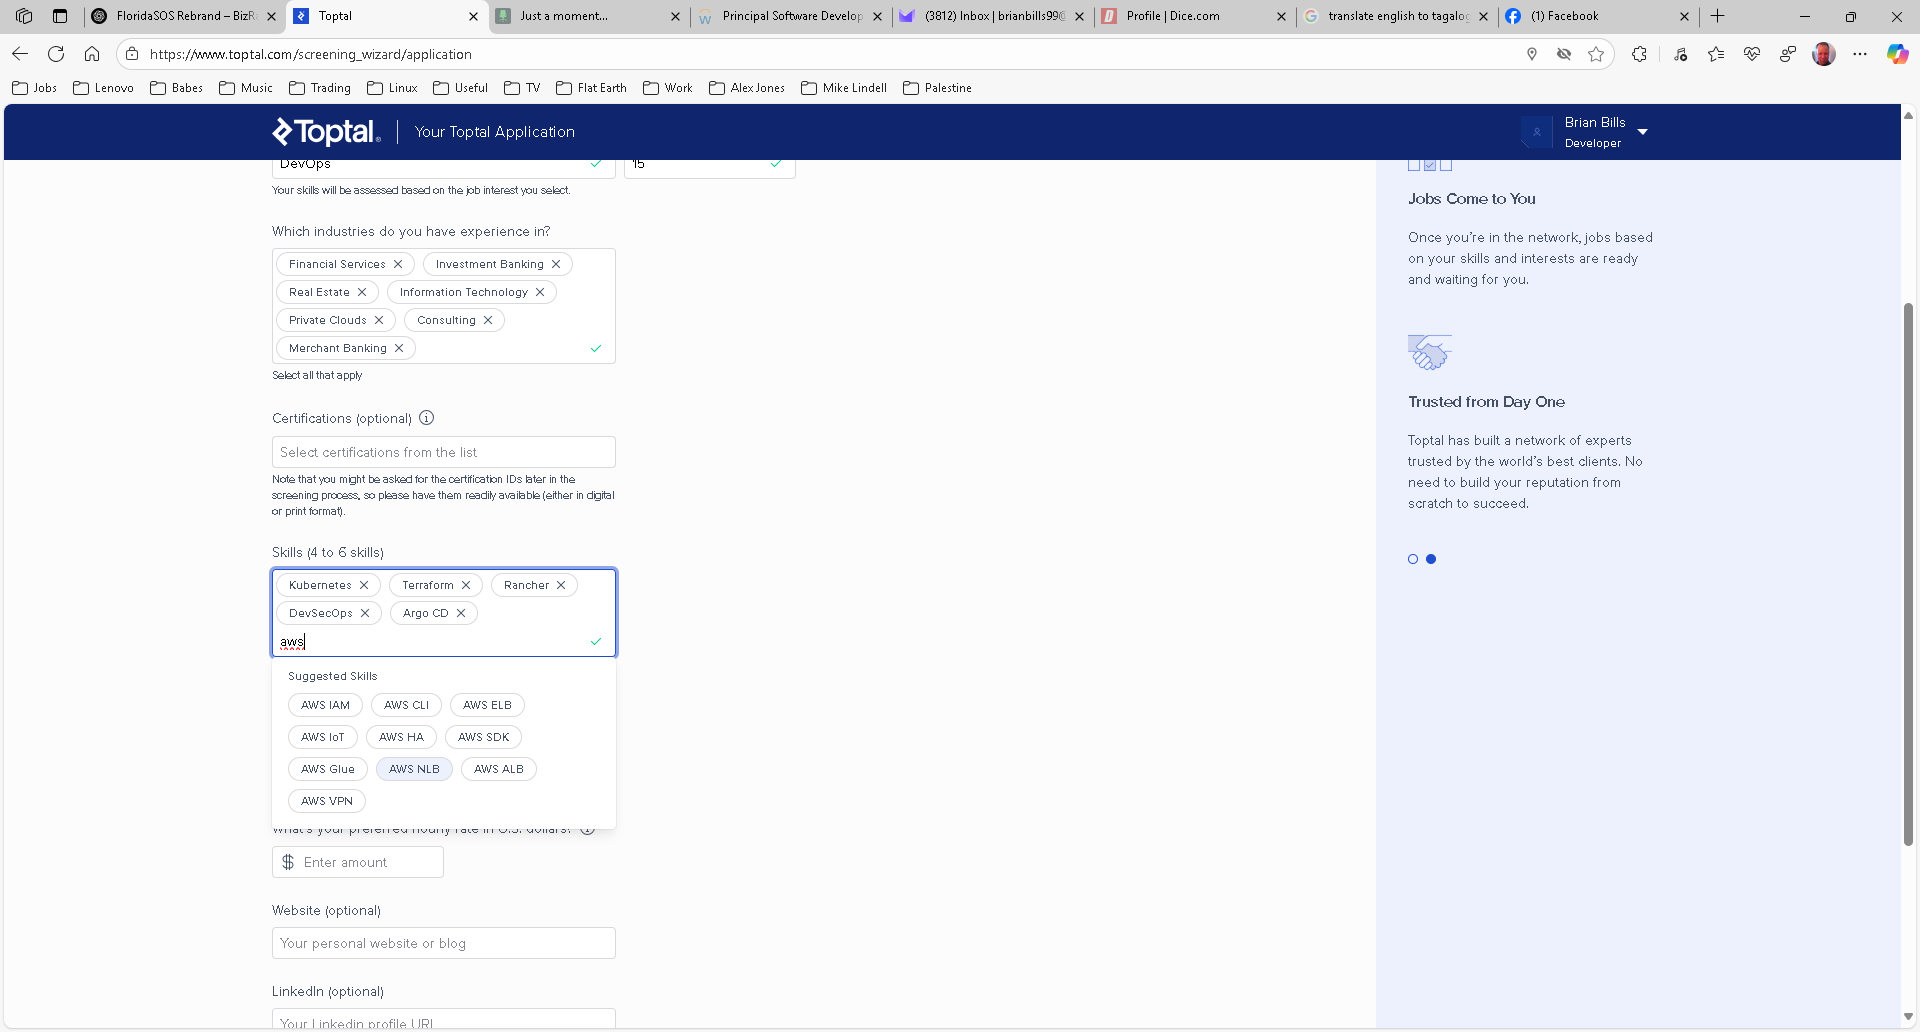 FloridaSOS Rebrand – BizR
Toptal
Just a moment...
Principal Software Develop
(3812) Inbox | brianbills99@
Profile | Dice.com
translate english to tagalog
(1) Facebook
https://www.toptal.com/screening_wizard/application
Jobs
Lenovo
Babes
Music
Trading
Linux
Useful
TV
Flat Earth
Work
Alex Jones
Mike Lindell
Palestine
Toptal
Your Toptal Application
Brian Bills
Developer
DevOps
15
Your skills will be assessed based on the job interest you select.
Which industries do you have experience in?
Financial Services
Investment Banking
Real Estate
Information Technology
Private Clouds
Consulting
Merchant Banking
Select all that apply
Certifications (optional)
Select certifications from the list
Note that you might be asked for the certification IDs later in the
screening process, so please have them readily available (either in digital
or print format).
Skills (4 to 6 skills)
Kubernetes
Terraform
Rancher
DevSecOps
Argo CD
aws
Suggested Skills
AWS IAM
AWS CLI
AWS ELB
AWS IoT
AWS HA
AWS SDK
AWS Glue
AWS NLB
AWS ALB
AWS VPN
What's your preferred hourly rate in U.S. dollars?
$ Enter amount
Website (optional)
Your personal website or blog
LinkedIn (optional)
Your Linkedin profile URL
Jobs Come to You
Once you're in the network, jobs based
on your skills and interests are ready
and waiting for you.
Trusted from Day One
Toptal has built a network of experts
trusted by the world's best clients. No
need to build your reputation from
scratch to succeed.